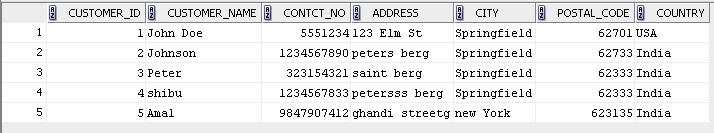 CUSTOMER_ID CUSTOMER_NAME CONTCT_NO ADDRESS CITY POSTAL_CODE COUNTRY
1 1 John Doe 5551234 123 Elm St Springfield 62701 USA
2 2 Johnson 1234567890 peters berg Springfield 62733 India
3 3 Peter 323154321 saint berg Springfield 62333 India
4 4 shibu 1234567833 petersss berg Springfield 62333 India
5 5 Amal 9847907412 ghandi streetg new York 623135 India